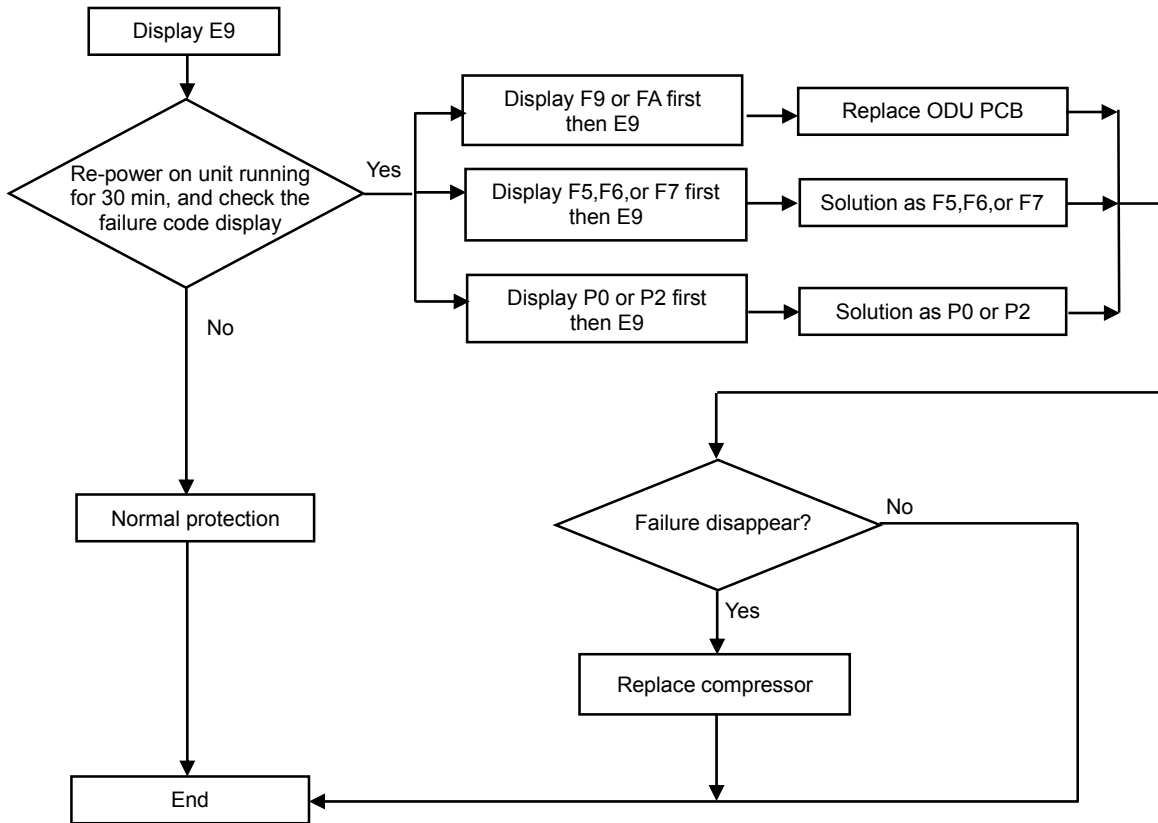 Display E9
Re-power on unit running
for 30 min, and check the
failure code display
Yes
No
Display F9 or FA first
then E9
Replace ODU PCB
Display F5,F6,or F7 first
then E9
Solution as F5,F6,or F7
Display P0 or P2 first
then E9
Solution as P0 or P2
Normal protection
Failure disappear?
No
Yes
Replace compressor
End